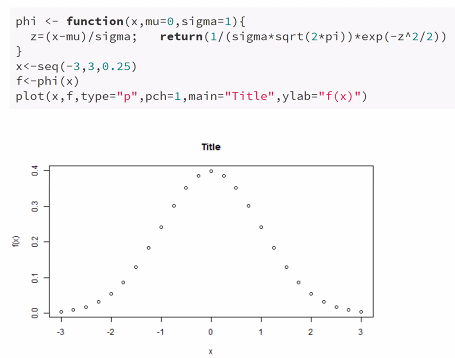 phi <- function(x,mu=0,sigma=1){
z=(x-mu)/sigma; return(1/(sigma*sqrt(2*pi))*exp(-z^2/2))
}
x<-seq(-3,3,0.25)
f<-phi(x)
plot(x,f,type="p",pch=1,main="Title",ylab="f(x)")
Title
0.4
0.3
0.2
0.1
0.0
f(x)
-3 -2 -1 0 1 2 3
x